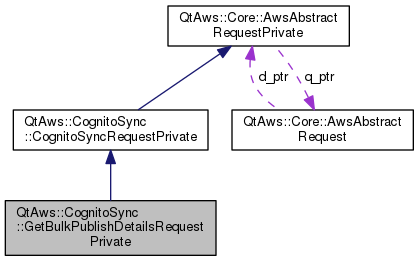 QtAws::Core::AwsAbstract
RequestPrivate
d_ptr
q_ptr
QtAws::CognitoSync
::CognitoSyncRequestPrivate
QtAws::Core::AwsAbstract
Request
QtAws::CognitoSync
::GetBulkPublishDetailsRequest
Private